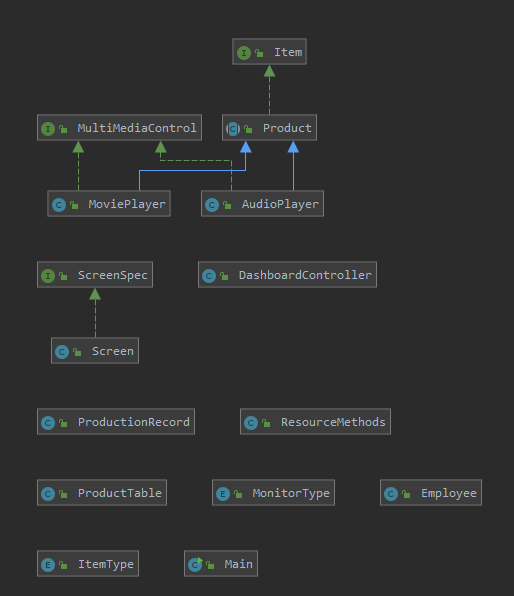 I Item
I MultiMediaControl C Product
C MoviePlayer C AudioPlayer
I ScreenSpec C DashboardController
C Screen
C ProductionRecord C ResourceMethods
C ProductTable E MonitorType C Employee
E ItemType C Main